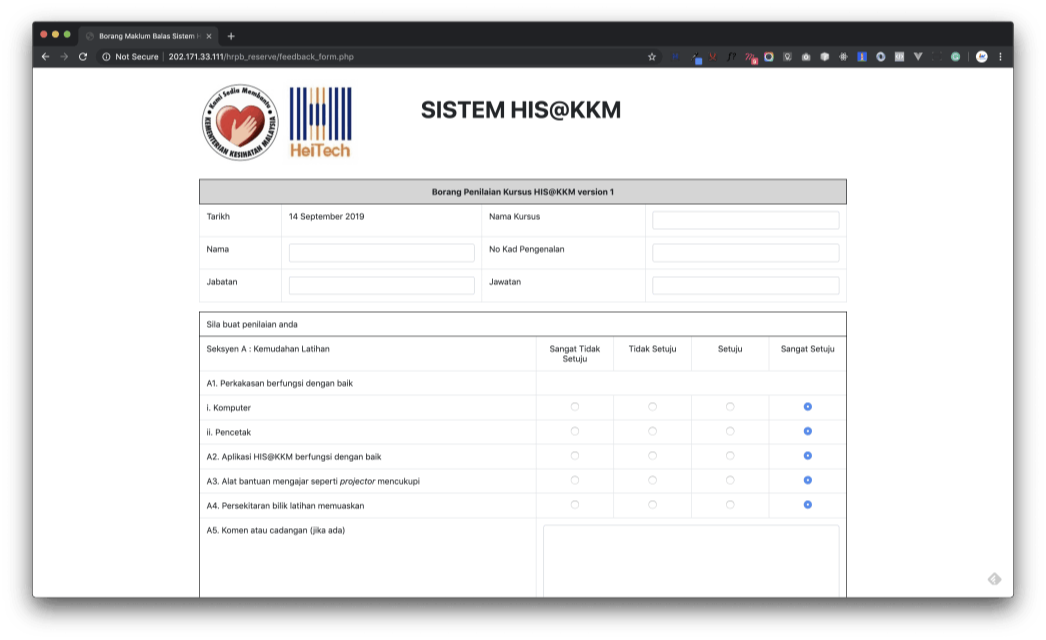 Borang Maklum Balas Sistem H
Not Secure
202.171.33.111/hrpb_reserve/feedback_form.php
Kami Sedia Membantu
KEMENTERIAN KESIHATAN MALAYSIA
HeiTech
SISTEM HIS@KKM
Borang Penilaian Kursus HIS@KKM version 1
Tarikh 14 September 2019 Nama Kursus
Nama No Kad Pengenalan
Jabatan Jawatan
Sila buat penilaian anda
Seksyen A : Kemudahan Latihan Sangat Tidak Setuju Tidak Setuju Setuju Sangat Setuju
A1. Perkakasan berfungsi dengan baik
i. Komputer
ii. Pencetak
A2. Aplikasi HIS@KKM berfungsi dengan baik
A3. Alat bantuan mengajar seperti projector mencukupi
A4. Persekitaran bilik latihan memuaskan
A5. Komen atau cadangan (jika ada)